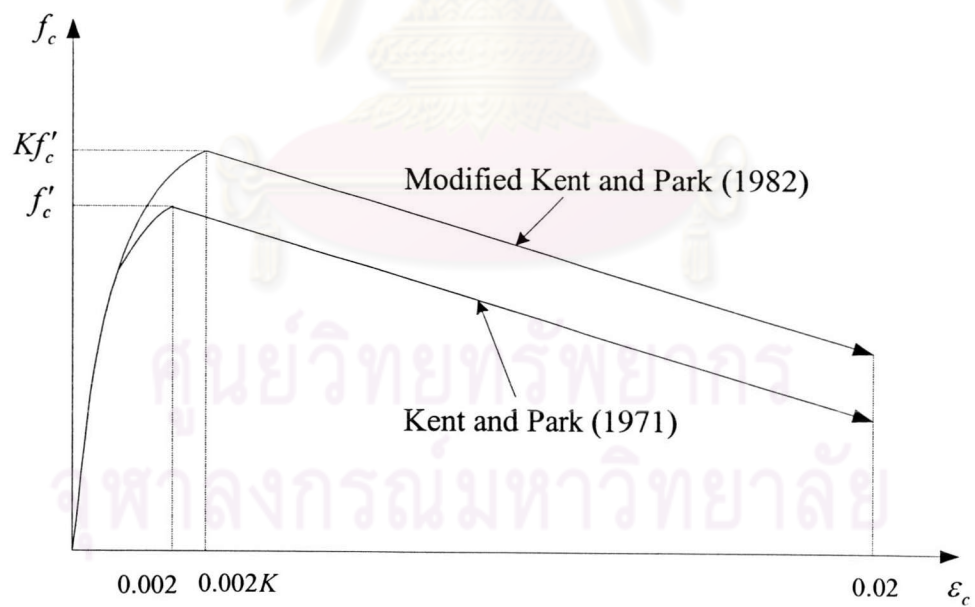 f_c
Kf'_c
Modified Kent and Park (1982)
f'_c
ศูนย์วิทยทรัพยากร
Kent and Park (1971)
จุฬาลงกรณ์มหาวิทยาลัย
0.002 0.002K 0.02 ε_c